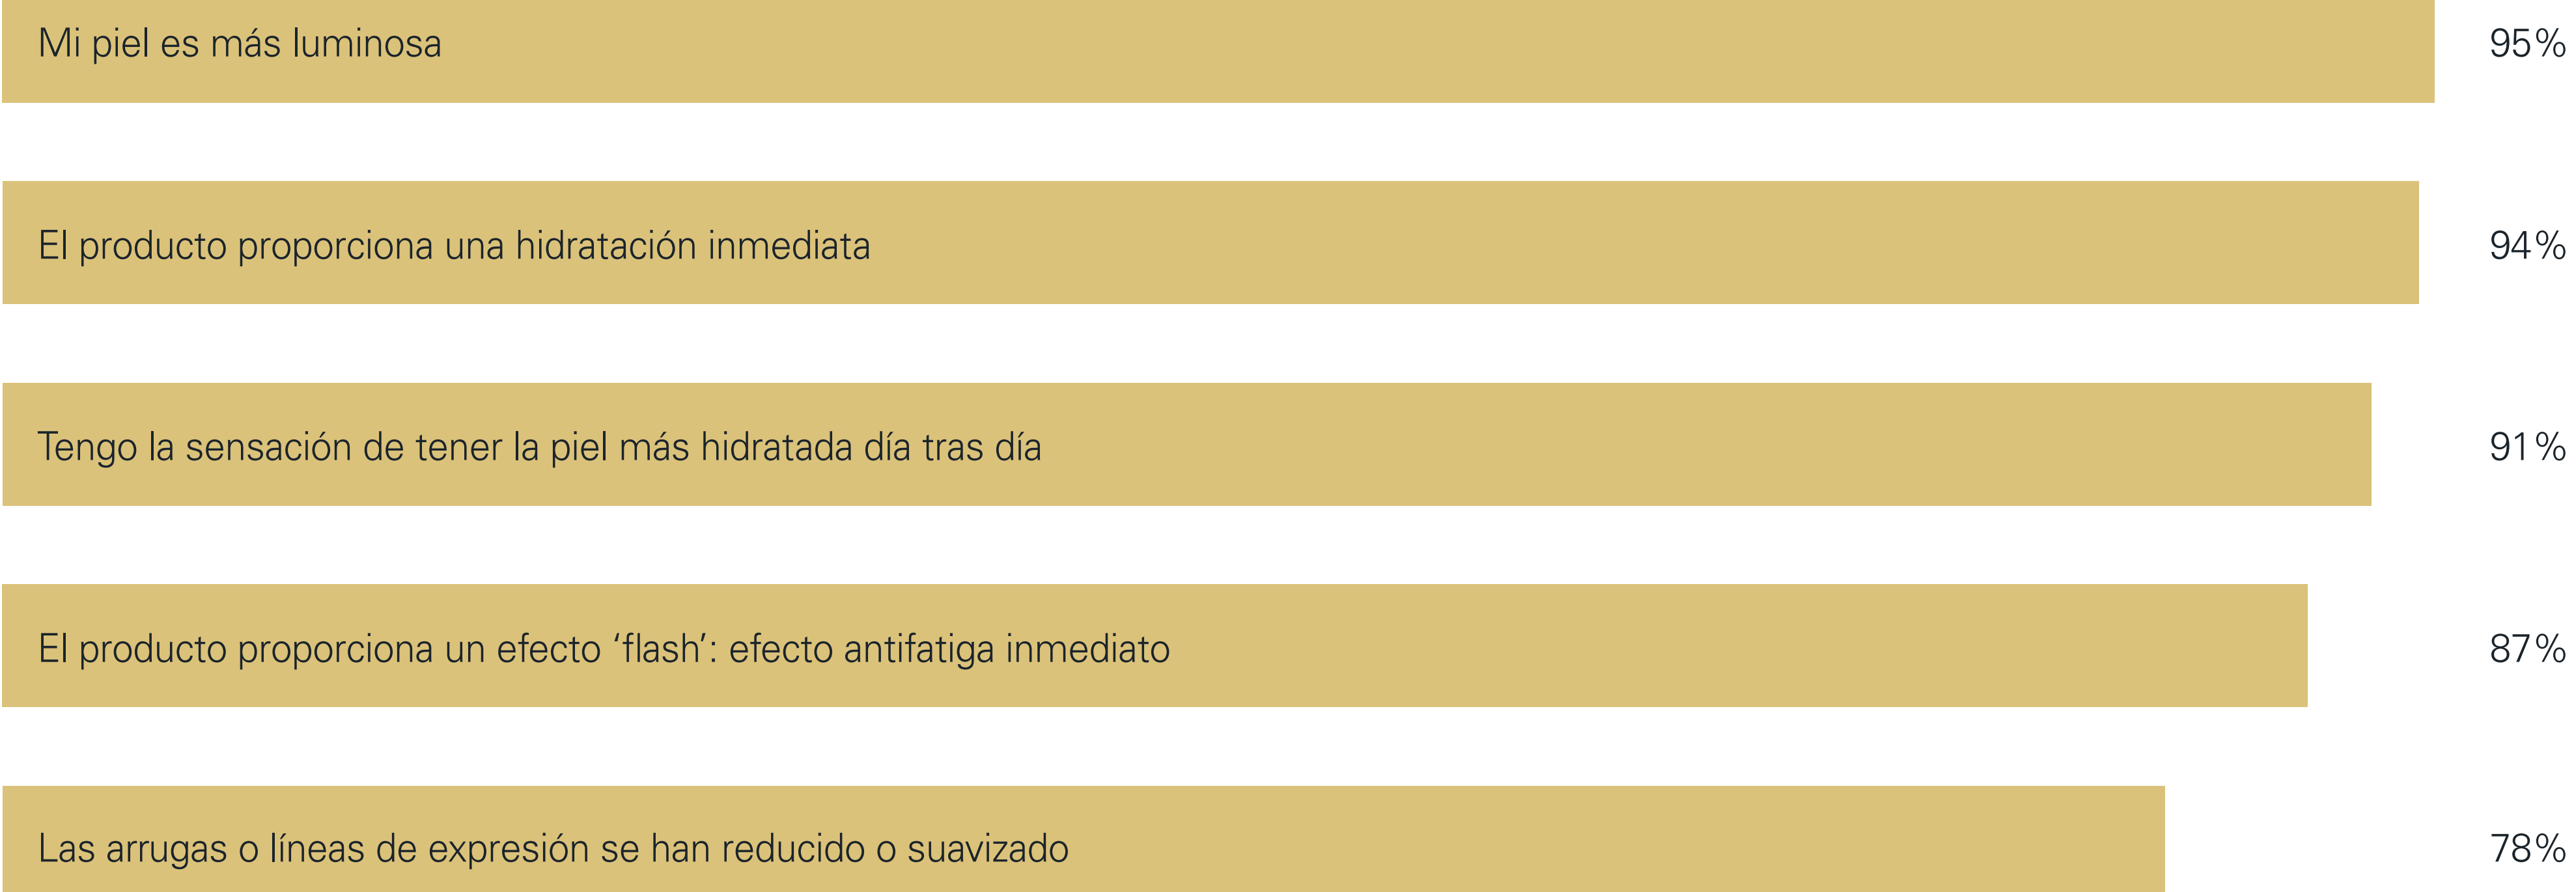 Mi piel es más luminosa 95%
El producto proporciona una hidratación inmediata 94%
Tengo la sensación de tener la piel más hidratada día tras día 91%
El producto proporciona un efecto ‘flash’: efecto antifatiga inmediato 87%
Las arrugas o líneas de expresión se han reducido o suavizado 78%